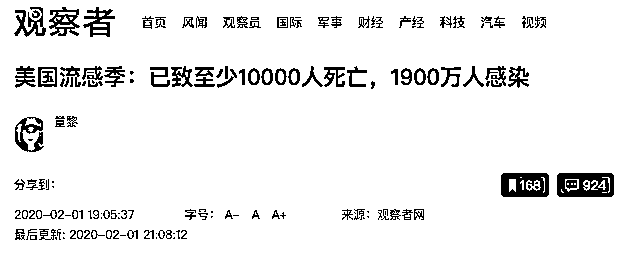 观察者 首页 风闻 观察员 国际 军事 财经 产经 科技 汽车 视频
美国流感季：已致至少10000人死亡，1900万人感染
童黎
分享到：
168 924
2020-02-01 19:05:37 字号： A- A A+ 来源：观察者网
最后更新: 2020-02-01 21:08:12